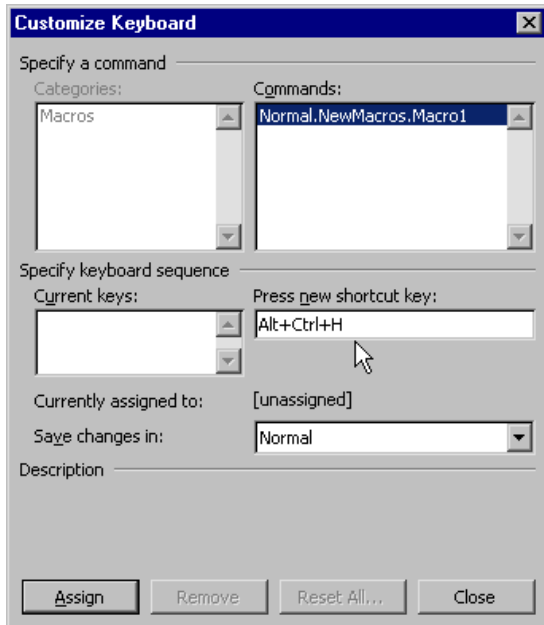 Customize Keyboard
Specify a command
Categories: Commands:
Macros Normal.NewMacros.Macro1
Specify keyboard sequence
Current keys: Press new shortcut key:
Alt+Ctrl+H
Currently assigned to: [unassigned]
Save changes in: Normal
Description
Assign Remove Reset All... Close